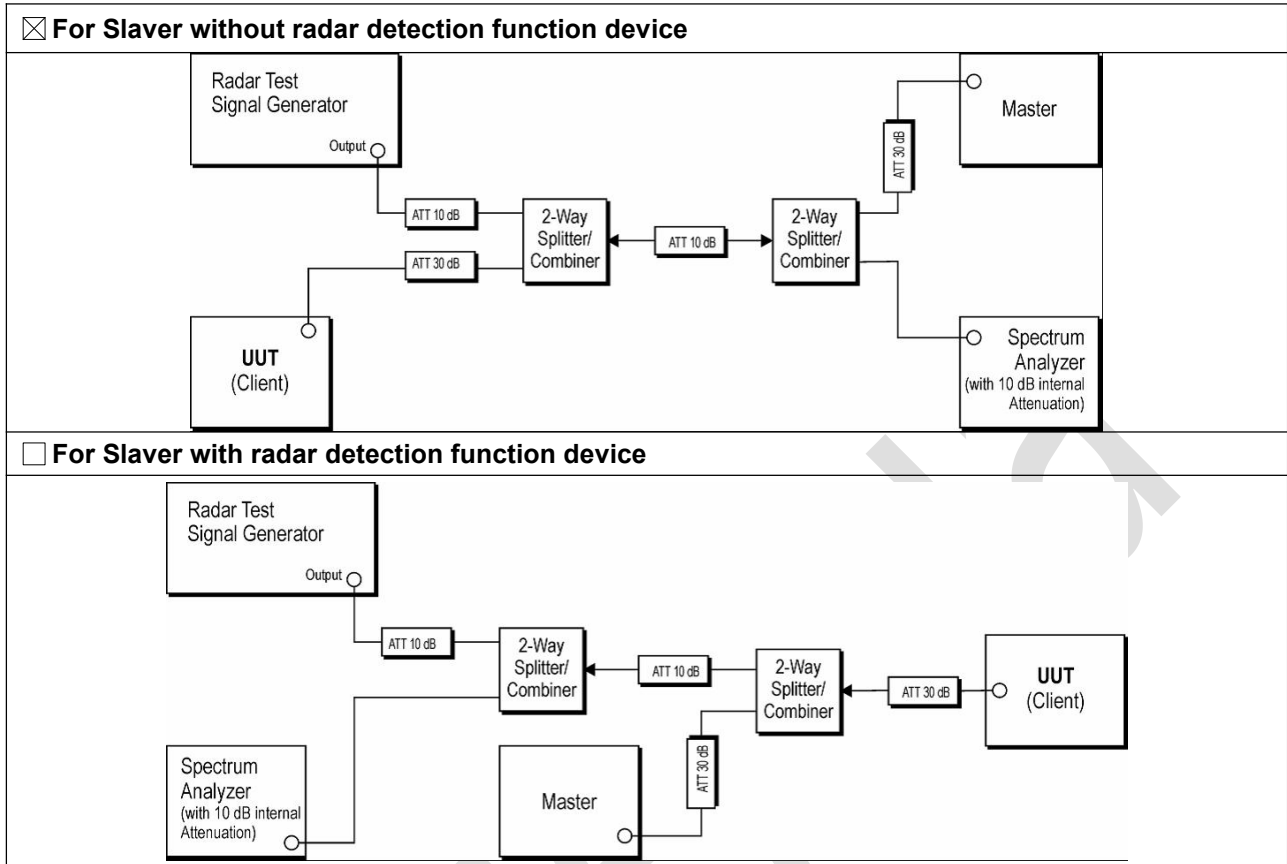 ☒ For Slaver without radar detection function device
Radar Test
Signal Generator
Output
Master
ATT 30 dB
ATT 10 dB
2-Way
Splitter/
Combiner
ATT 10 dB
2-Way
Splitter/
Combiner
ATT 30 dB
UUT
(Client)
Spectrum
Analyzer
(with 10 dB internal
Attenuation)
☐ For Slaver with radar detection function device
Radar Test
Signal Generator
Output
ATT 10 dB
2-Way
Splitter/
Combiner
ATT 10 dB
2-Way
Splitter/
Combiner
ATT 30 dB
UUT
(Client)
ATT 30 dB
Spectrum
Analyzer
(with 10 dB internal
Attenuation)
Master